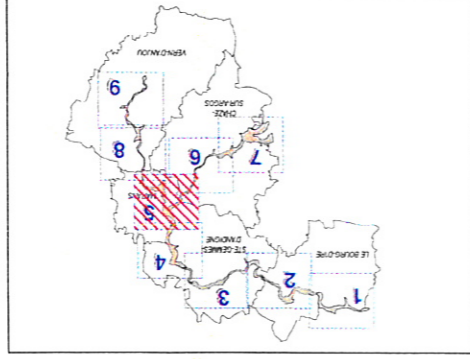 1
2
3
LE BOURG-D'IRE
STE-GEMMES-
D'ANDIGNE
4
5
7
6
8
CHAZE-
SUR ARGOS
9
VERN-D'ANJOU